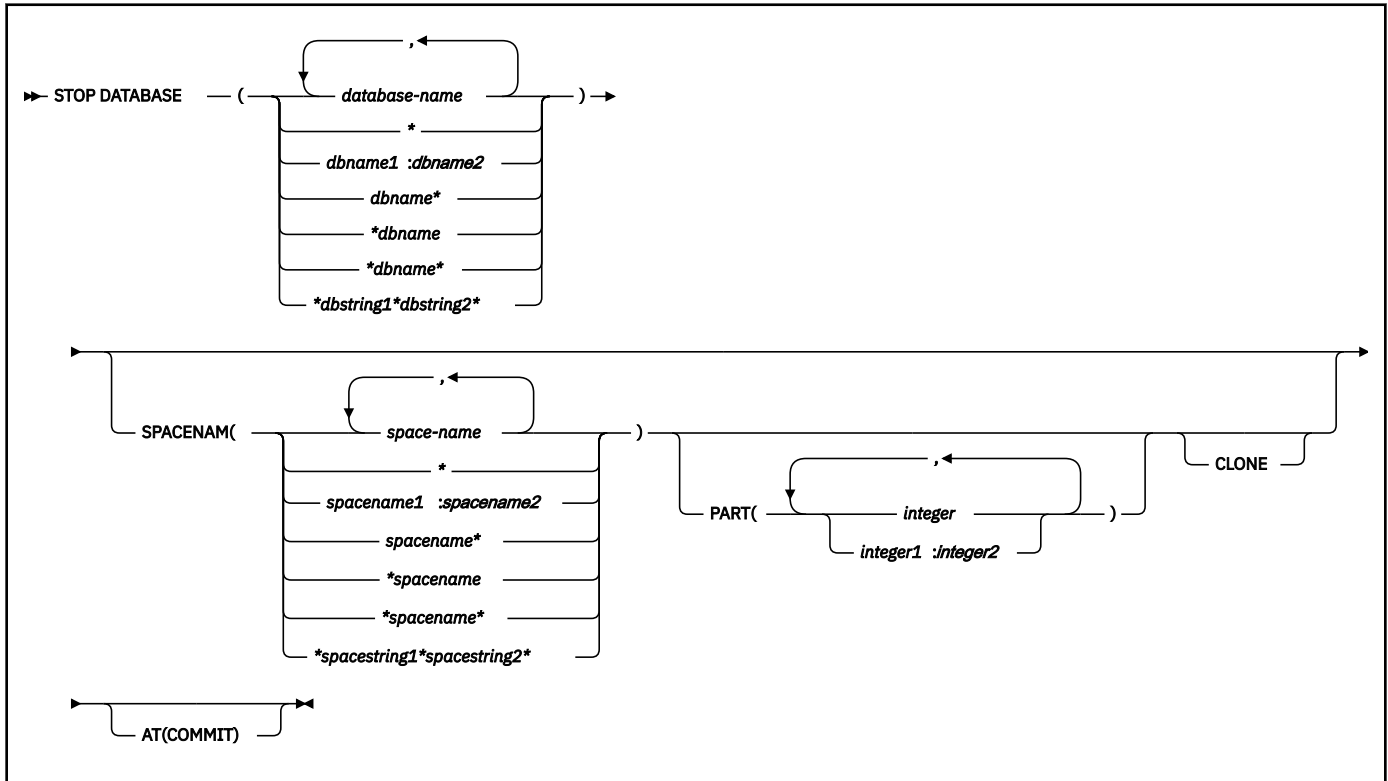 ,
STOP DATABASE ( database-name ) 
*
dbname1 :dbname2
dbname*
*dbname
*dbname*
*dbstring1*dbstring2*
,
SPACENAM( space-name )
*
spacename1 :spacename2
spacename*
*spacename
*spacename*
*spacestring1*spacestring2*
,
PART( integer )
integer1 :integer2
CLONE
AT(COMMIT)